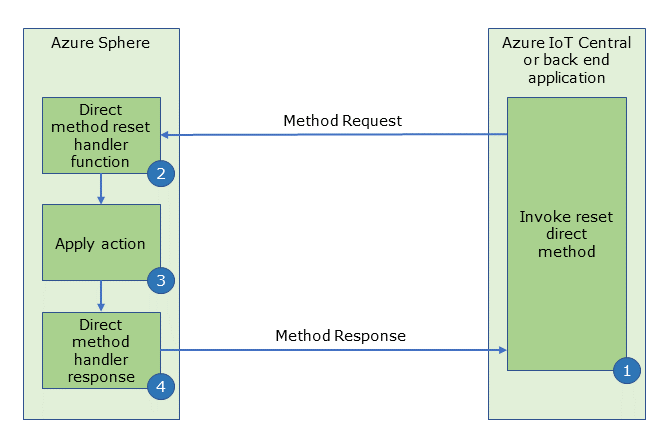 Azure Sphere
Direct
method reset
handler
function
2
Apply action
3
Direct
method
handler
response
4
Method Request
Method Response
Azure IoT Central
or back end
application
Invoke reset
direct
method
1